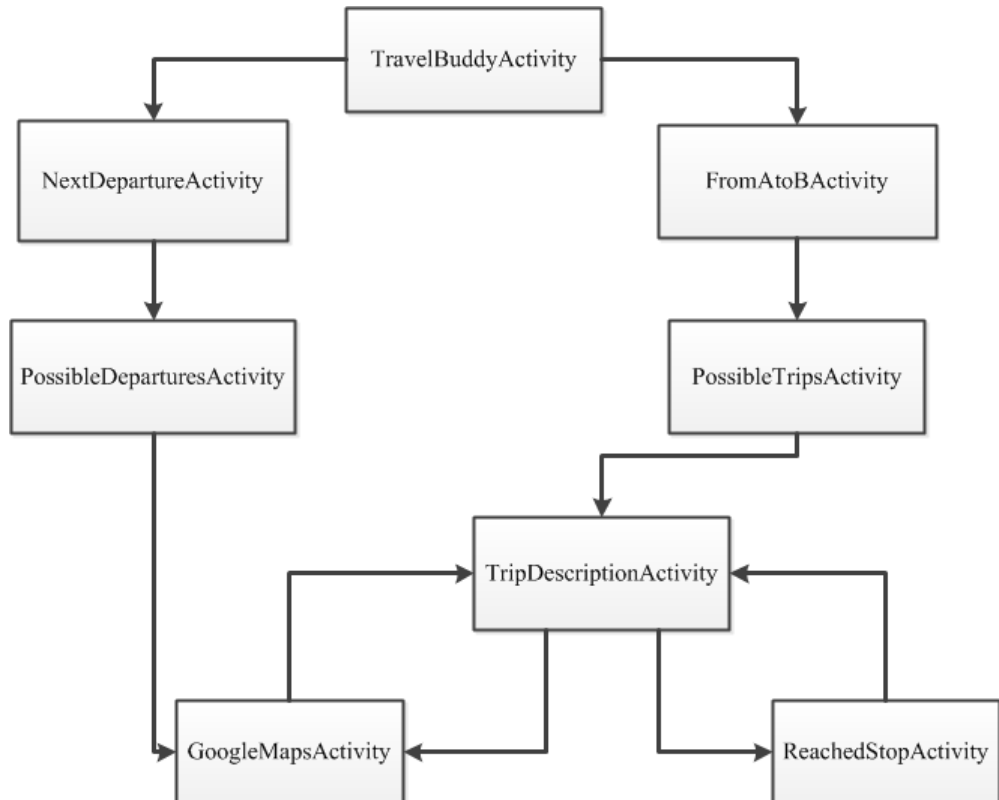 TravelBuddyActivity
NextDepartureActivity
FromAtoBActivity
PossibleDeparturesActivity
PossibleTripsActivity
TripDescriptionActivity
GoogleMapsActivity
ReachedStopActivity